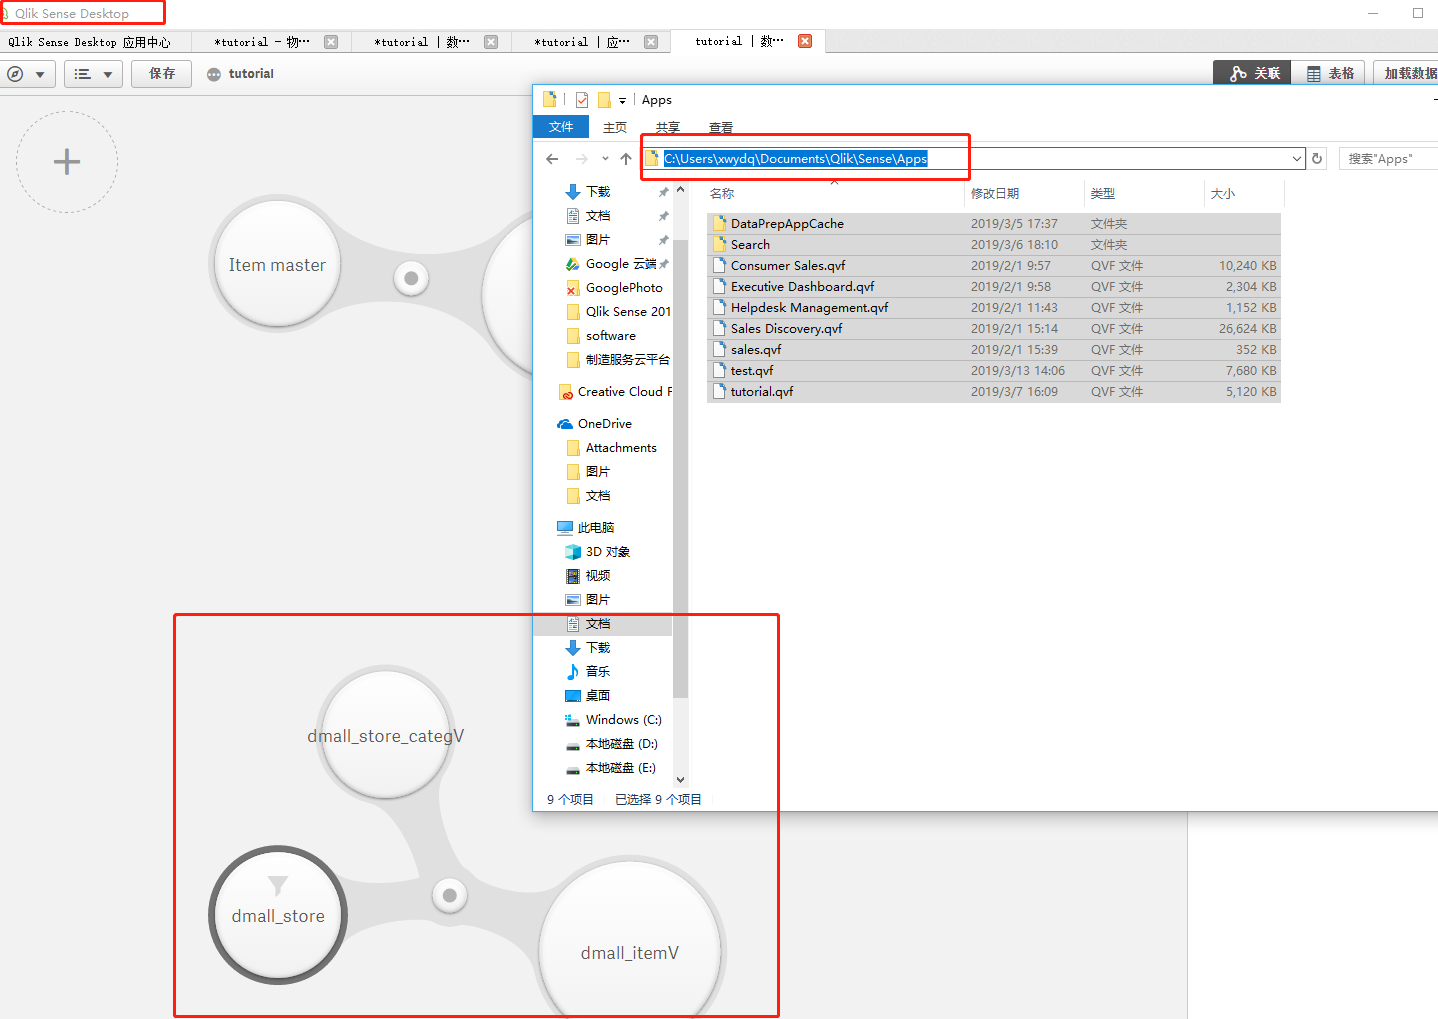 Qlik Sense Desktop
Qlik Sense Desktop 应用中心 *tutorial - 物… *tutorial | 数… *tutorial | 应… tutorial | 数…
保存 tutorial 关联 表格 加载数据
Apps
文件 主页 共享 查看
C:\Users\xwydq\Documents\Qlik\Sense\Apps 搜索"Apps"
名称 修改日期 类型 大小
DataPrepAppCache 2019/3/5 17:37 文件夹
Search 2019/3/6 18:10 文件夹
Consumer Sales.qvf 2019/2/1 9:57 QVF 文件 10,240 KB
Executive Dashboard.qvf 2019/2/1 9:58 QVF 文件 2,304 KB
Helpdesk Management.qvf 2019/2/1 11:43 QVF 文件 1,152 KB
Sales Discovery.qvf 2019/2/1 15:14 QVF 文件 26,624 KB
sales.qvf 2019/2/1 15:39 QVF 文件 352 KB
test.qvf 2019/3/13 14:06 QVF 文件 7,680 KB
tutorial.qvf 2019/3/7 16:09 QVF 文件 5,120 KB
下载
文档
图片
Google 云端
GooglePhoto
Qlik Sense 201
software
制造服务云平台
Creative Cloud F
OneDrive
Attachments
图片
文档
此电脑
3D 对象
视频
图片
文档
下载
音乐
桌面
Windows (C:)
本地磁盘 (D:)
本地磁盘 (E:)
9 个项目 已选择 9 个项目
Item master
dmall_store_categV
dmall_store
dmall_itemV